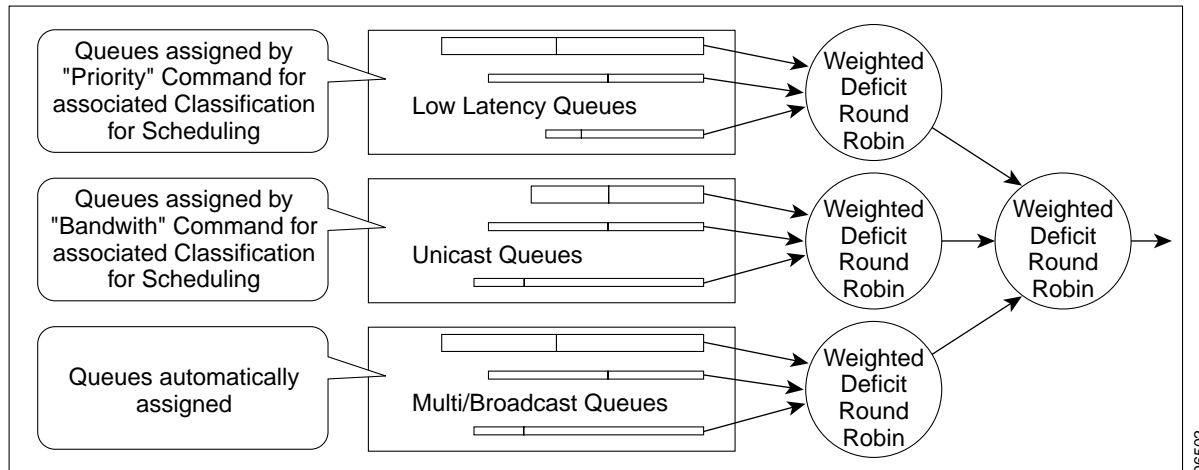 Queues assigned by
"Priority" Command for
associated Classification
for Scheduling
Low Latency Queues
Weighted
Deficit
Round
Robin
Queues assigned by
"Bandwith" Command for
associated Classification
for Scheduling
Unicast Queues
Weighted
Deficit
Round
Robin
Weighted
Deficit
Round
Robin
Queues automatically
assigned
Multi/Broadcast Queues
Weighted
Deficit
Round
Robin